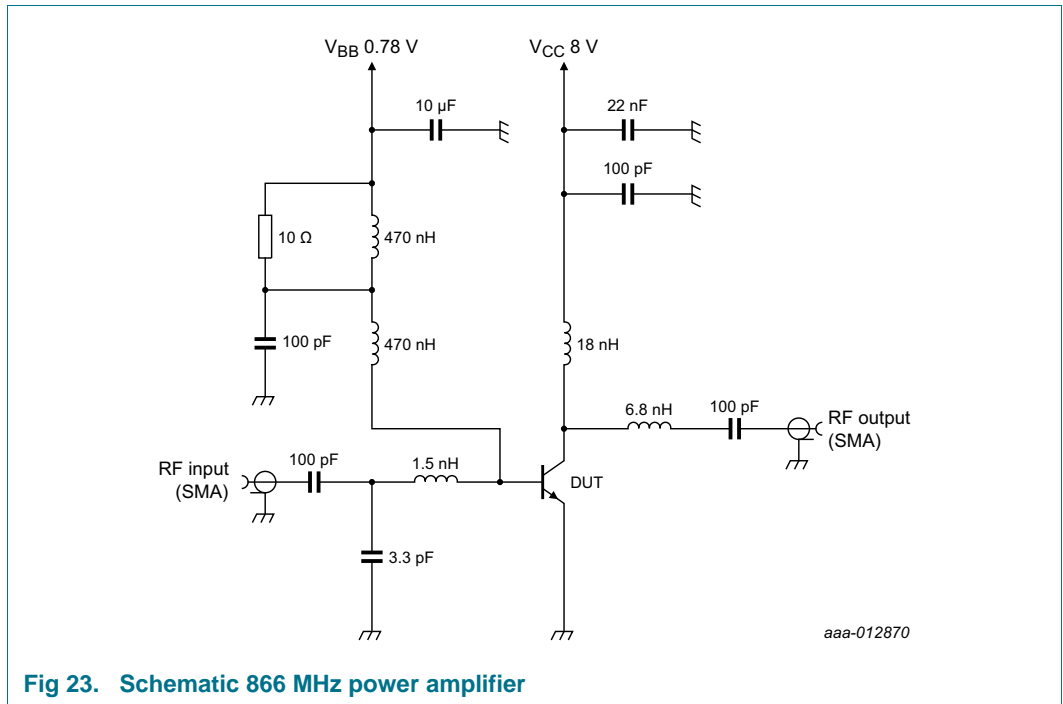 VBB 0.78 V
VCC 8 V
10 µF
22 nF
100 pF
10 Ω
470 nH
100 pF
470 nH
18 nH
6.8 nH
100 pF
RF output
(SMA)
RF input
(SMA)
100 pF
1.5 nH
DUT
3.3 pF
aaa-012870
Fig 23. Schematic 866 MHz power amplifier